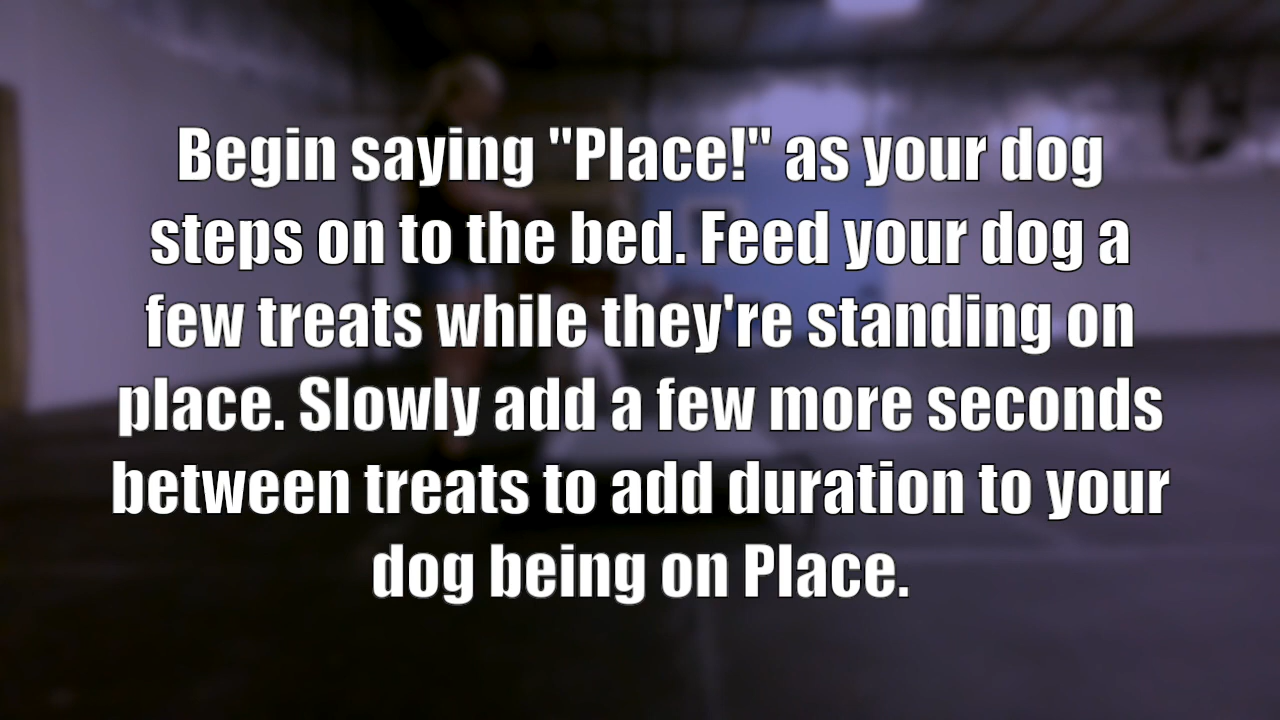 Begin saying "Place!" as your dog
steps on to the bed. Feed your dog a
few treats while they're standing on
place. Slowly add a few more seconds
between treats to add duration to your
dog being on Place.